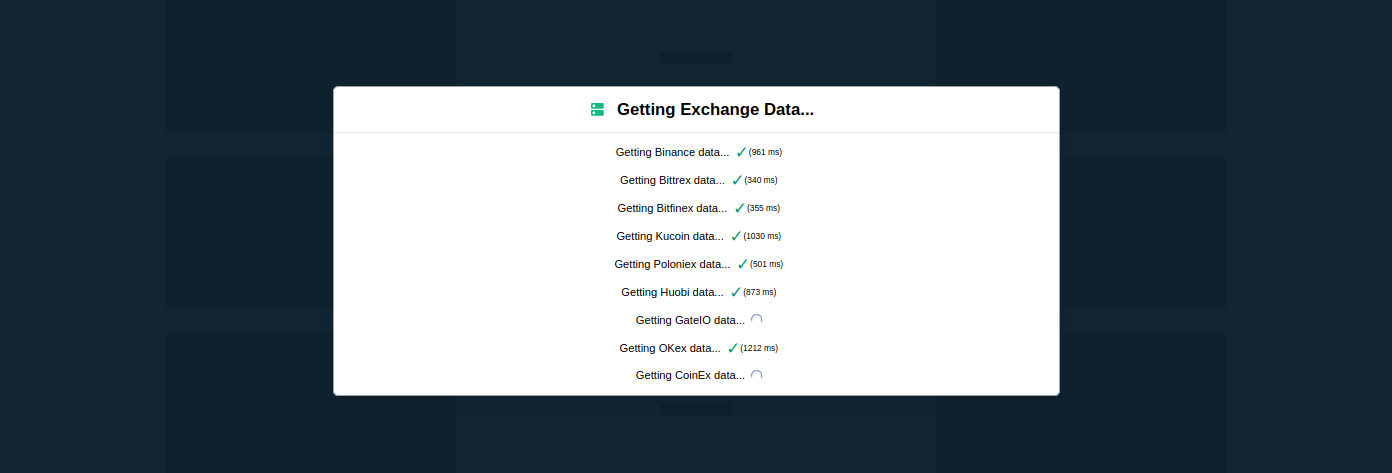 Getting Exchange Data...
Getting Binance data... ✓(961 ms)
Getting Bittrex data... ✓(340 ms)
Getting Bitfinex data... ✓(355 ms)
Getting Kucoin data... ✓(1030 ms)
Getting Poloniex data... ✓(501 ms)
Getting Huobi data... ✓(873 ms)
Getting GateIO data...
Getting OKex data... ✓(1212 ms)
Getting CoinEx data...